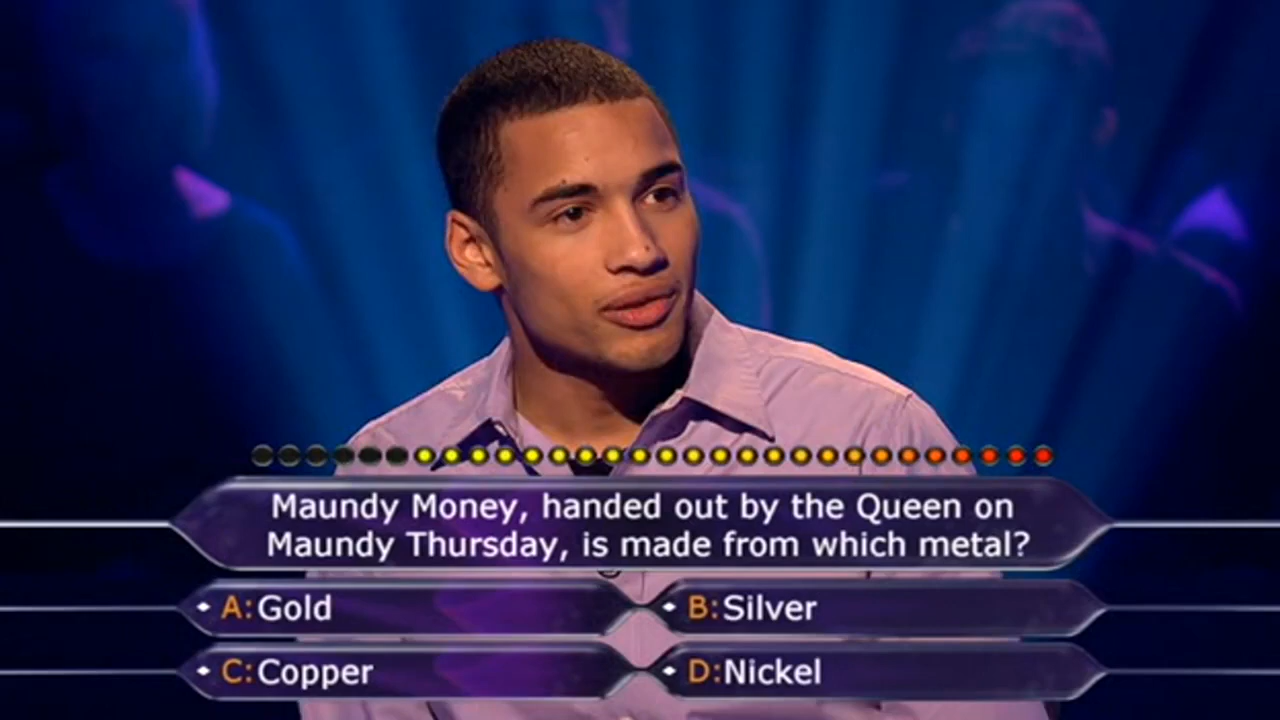 Maundy Money, handed out by the Queen on
Maundy Thursday, is made from which metal?
A: Gold
B: Silver
C: Copper
D: Nickel